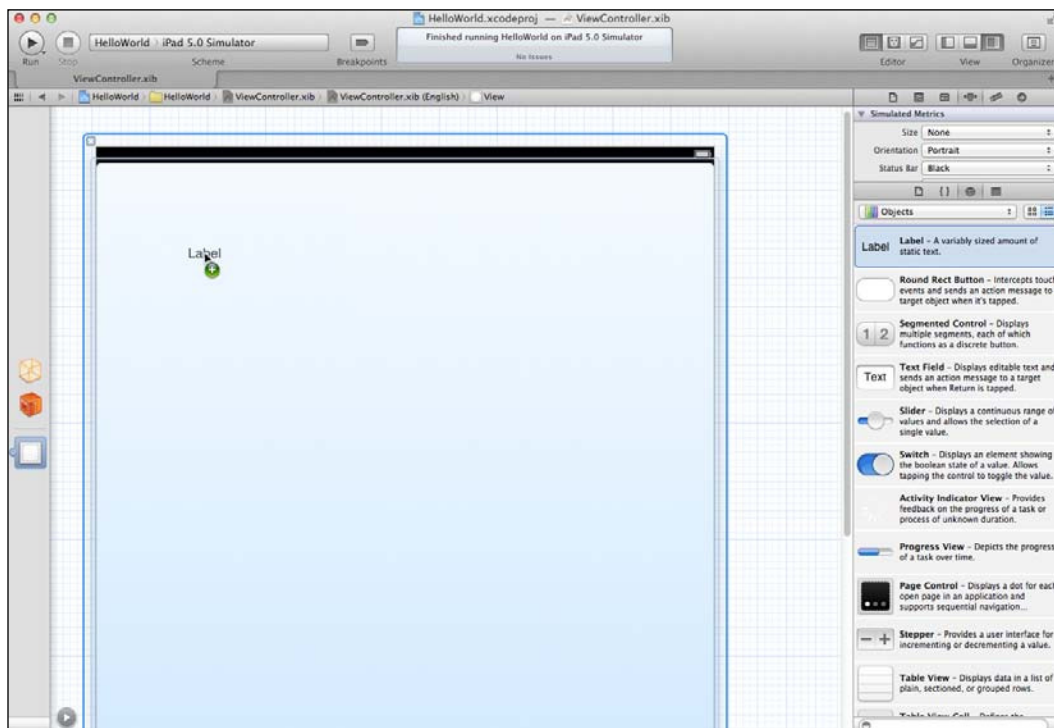 HelloWorld.xcodeproj — ViewController.xib
HelloWorld › iPad 5.0 Simulator
Finished running HelloWorld on iPad 5.0 Simulator
No Issues
Run
Stop
Scheme
Breakpoints
Editor
View
Organizer
ViewController.xib
HelloWorld › HelloWorld › ViewController.xib › ViewController.xib (English) › View
Label
Simulated Metrics
Size None
Orientation Portrait
Status Bar Black
Objects
Label
Label – A variably sized amount of
static text.
Round Rect Button – Intercepts touch
events and sends an action message to
target object when it's tapped.
1 2
Segmented Control – Displays
multiple segments, each of which
functions as a discrete button.
Text
Text Field – Displays editable text and
sends an action message to a target
object when Return is tapped.
Slider – Displays a continuous range of
values and allows the selection of a
single value.
Switch – Displays an element showing
the boolean state of a value. Allows
tapping the control to toggle the value.
Activity Indicator View – Provides
feedback on the progress of a task or
process of unknown duration.
Progress View – Depicts the progress
of a task over time.
Page Control – Displays a dot for each
open page in an application and
supports sequential navigation...
Stepper – Provides a user interface for
incrementing or decrementing a value.
Table View – Displays data in a list of
plain, sectioned, or grouped rows.
Table View Cell – Defines the